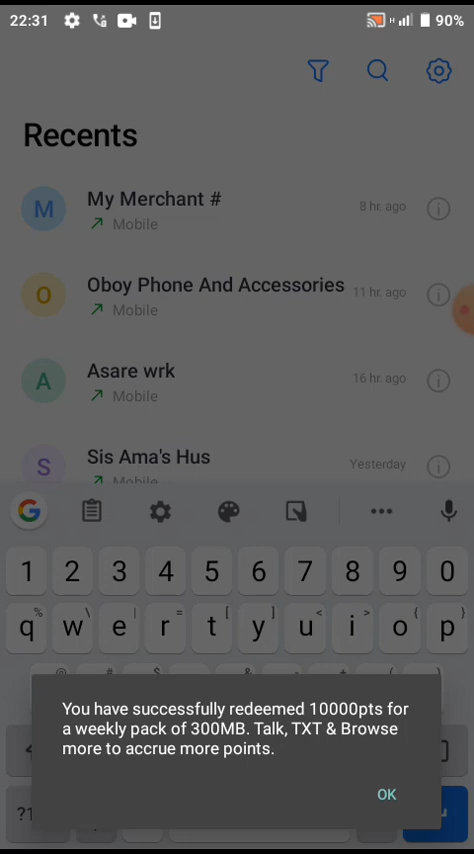 22:31 H 90%
Recents
M My Merchant # 8 hr. ago
Mobile
O Oboy Phone And Accessories 11 hr. ago
Mobile
A Asare wrk 16 hr. ago
Mobile
S Sis Ama's Hus Yesterday
Mobile
G
1 2 3 4 5 6 7 8 9 0
% \ | = [ ] < > { }
q w e r t y u i o p
@ # $ & - + ( )
You have successfully redeemed 10000pts for
a weekly pack of 300MB. Talk, TXT & Browse
more to accrue more points.
OK
?1